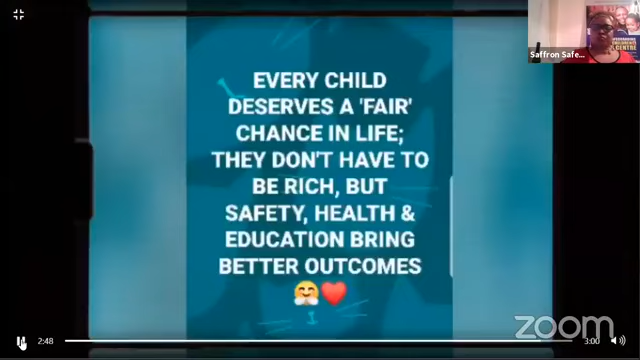 Saffron Safe...
CENTRE
EVERY CHILD
DESERVES A 'FAIR'
CHANCE IN LIFE;
THEY DON'T HAVE TO
BE RICH, BUT
SAFETY, HEALTH &
EDUCATION BRING
BETTER OUTCOMES
🤗❤️
zoom
2:48
3:00